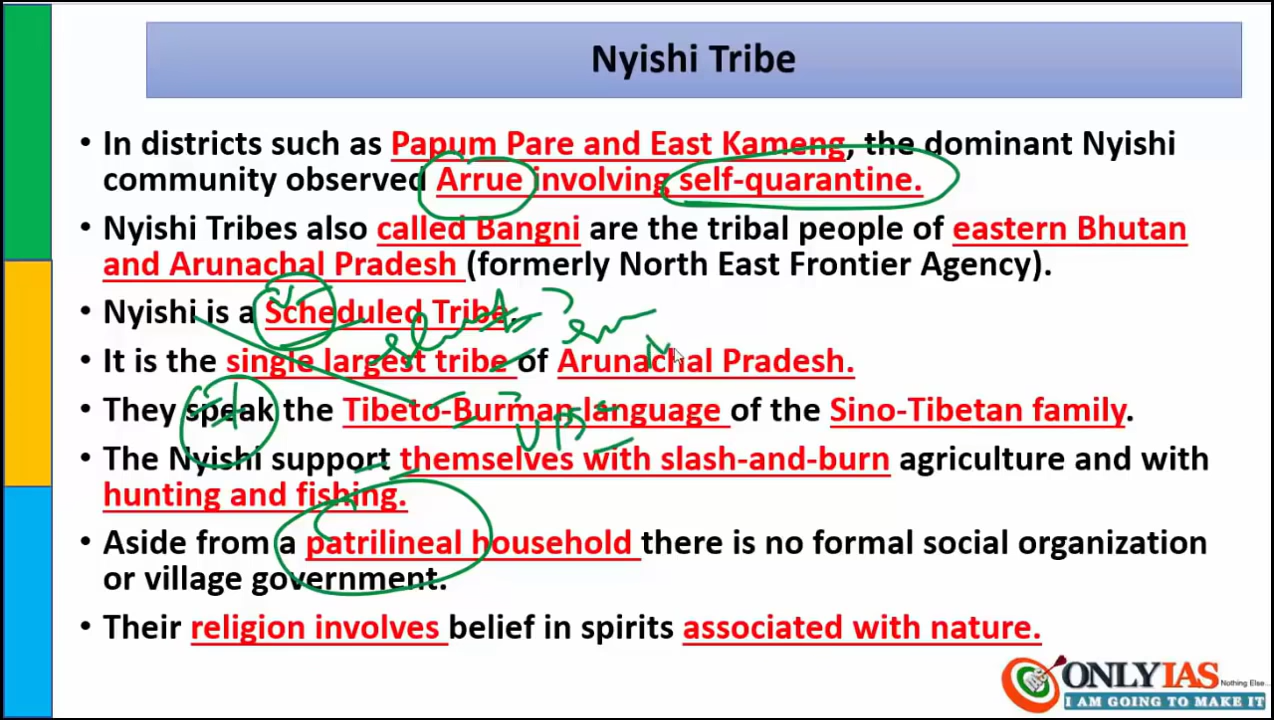 Nyishi Tribe
• In districts such as Papum Pare and East Kameng, the dominant Nyishi
community observed Arrue involving self-quarantine.
• Nyishi Tribes also called Bangni are the tribal people of eastern Bhutan
and Arunachal Pradesh (formerly North East Frontier Agency).
• Nyishi is a Scheduled Tribe.
• It is the single largest tribe of Arunachal Pradesh.
• They speak the Tibeto-Burman language of the Sino-Tibetan family.
• The Nyishi support themselves with slash-and-burn agriculture and with
hunting and fishing.
• Aside from a patrilineal household there is no formal social organization
or village government.
• Their religion involves belief in spirits associated with nature.
ONLYIAS
Nothing Else...
I AM GOING TO MAKE IT